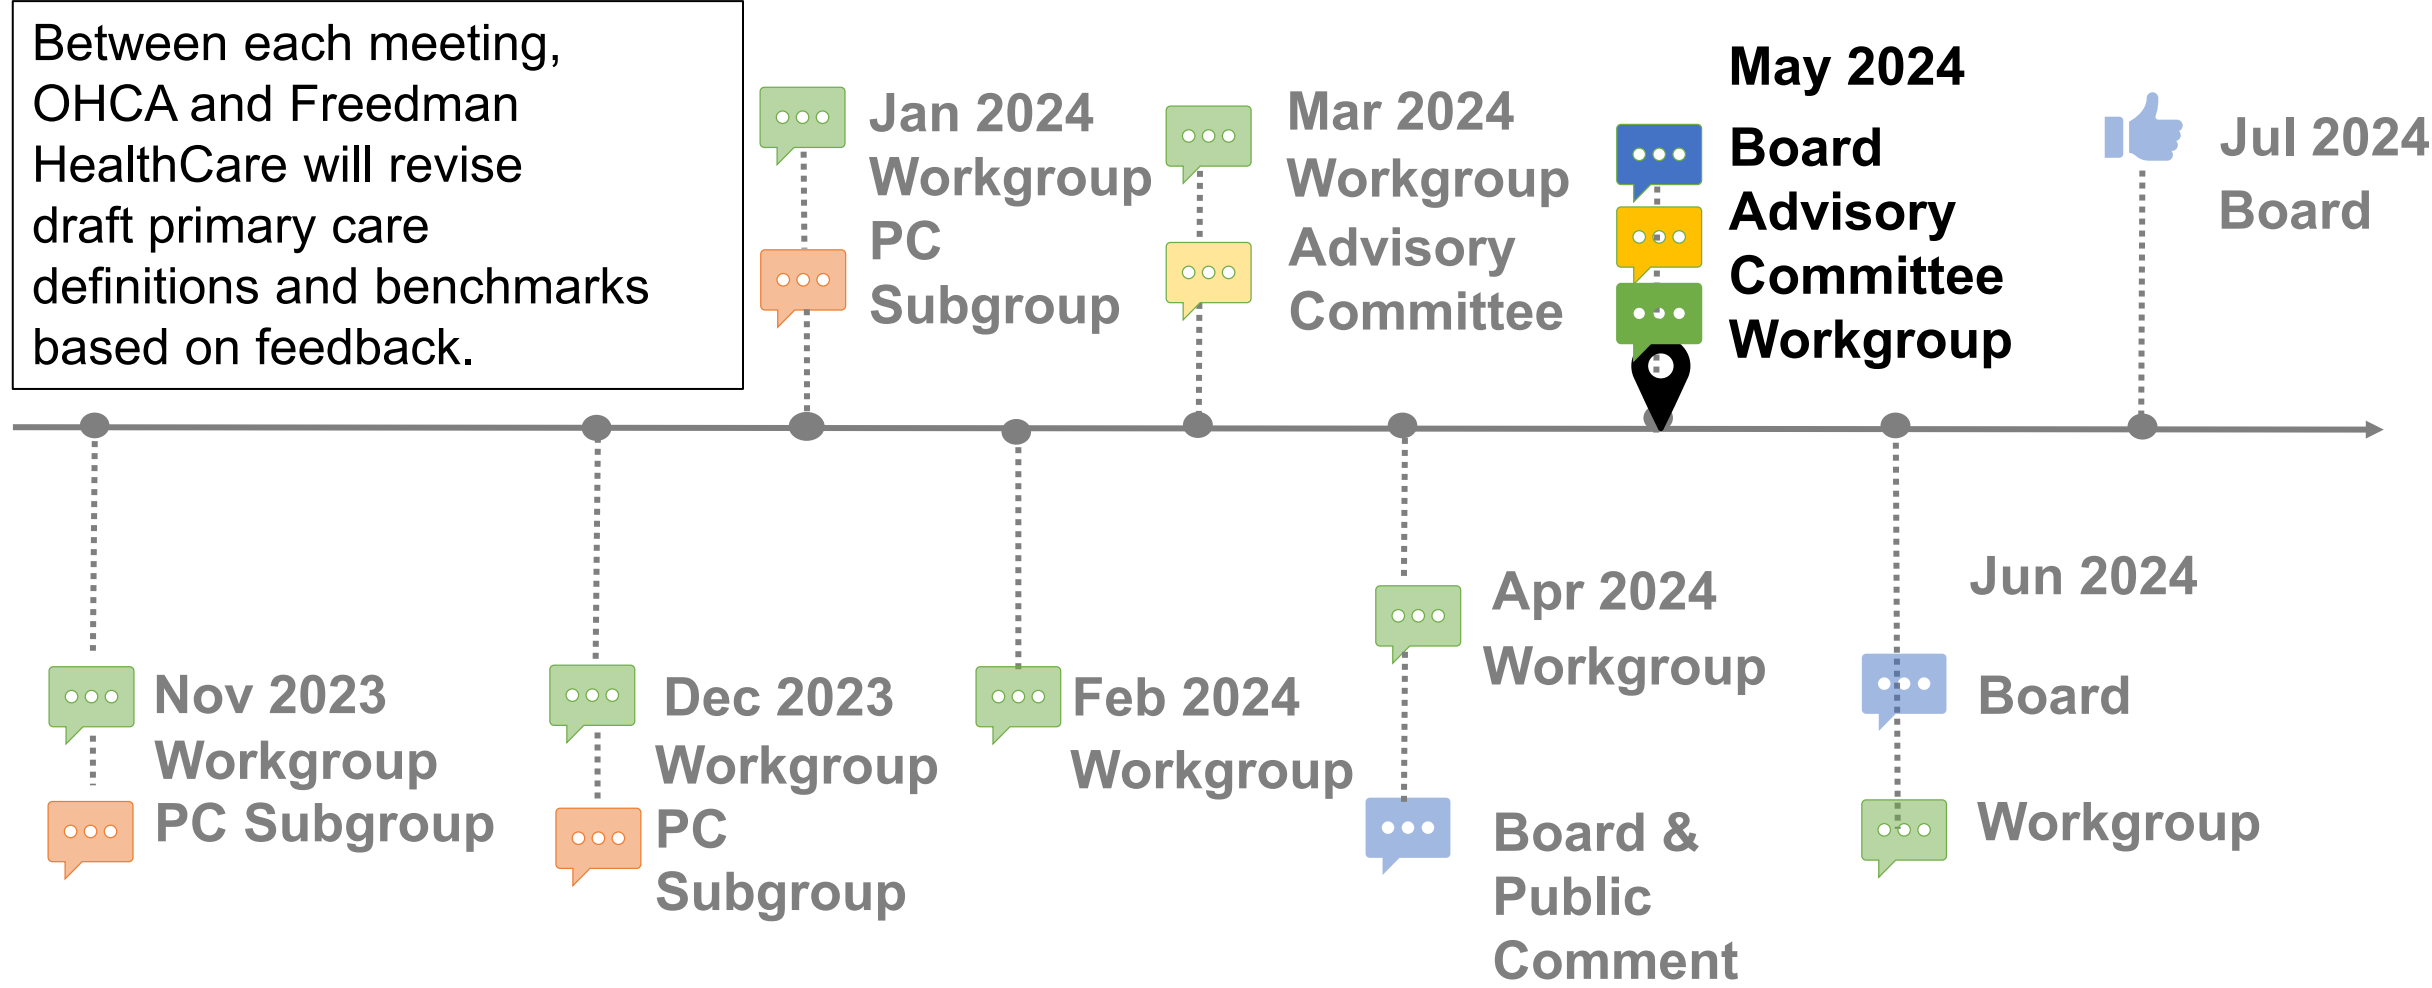 Between each meeting,
OHCA and Freedman
HealthCare will revise
draft primary care
definitions and benchmarks
based on feedback.
Jan 2024
Workgroup
PC
Subgroup
Mar 2024
Workgroup
Advisory
Committee
May 2024
Board
Advisory
Committee
Workgroup
Jul 2024
Board
Nov 2023
Workgroup
PC Subgroup
Dec 2023
Workgroup
PC
Subgroup
Feb 2024
Workgroup
Apr 2024
Workgroup
Board &
Public
Comment
Jun 2024
Board
Workgroup